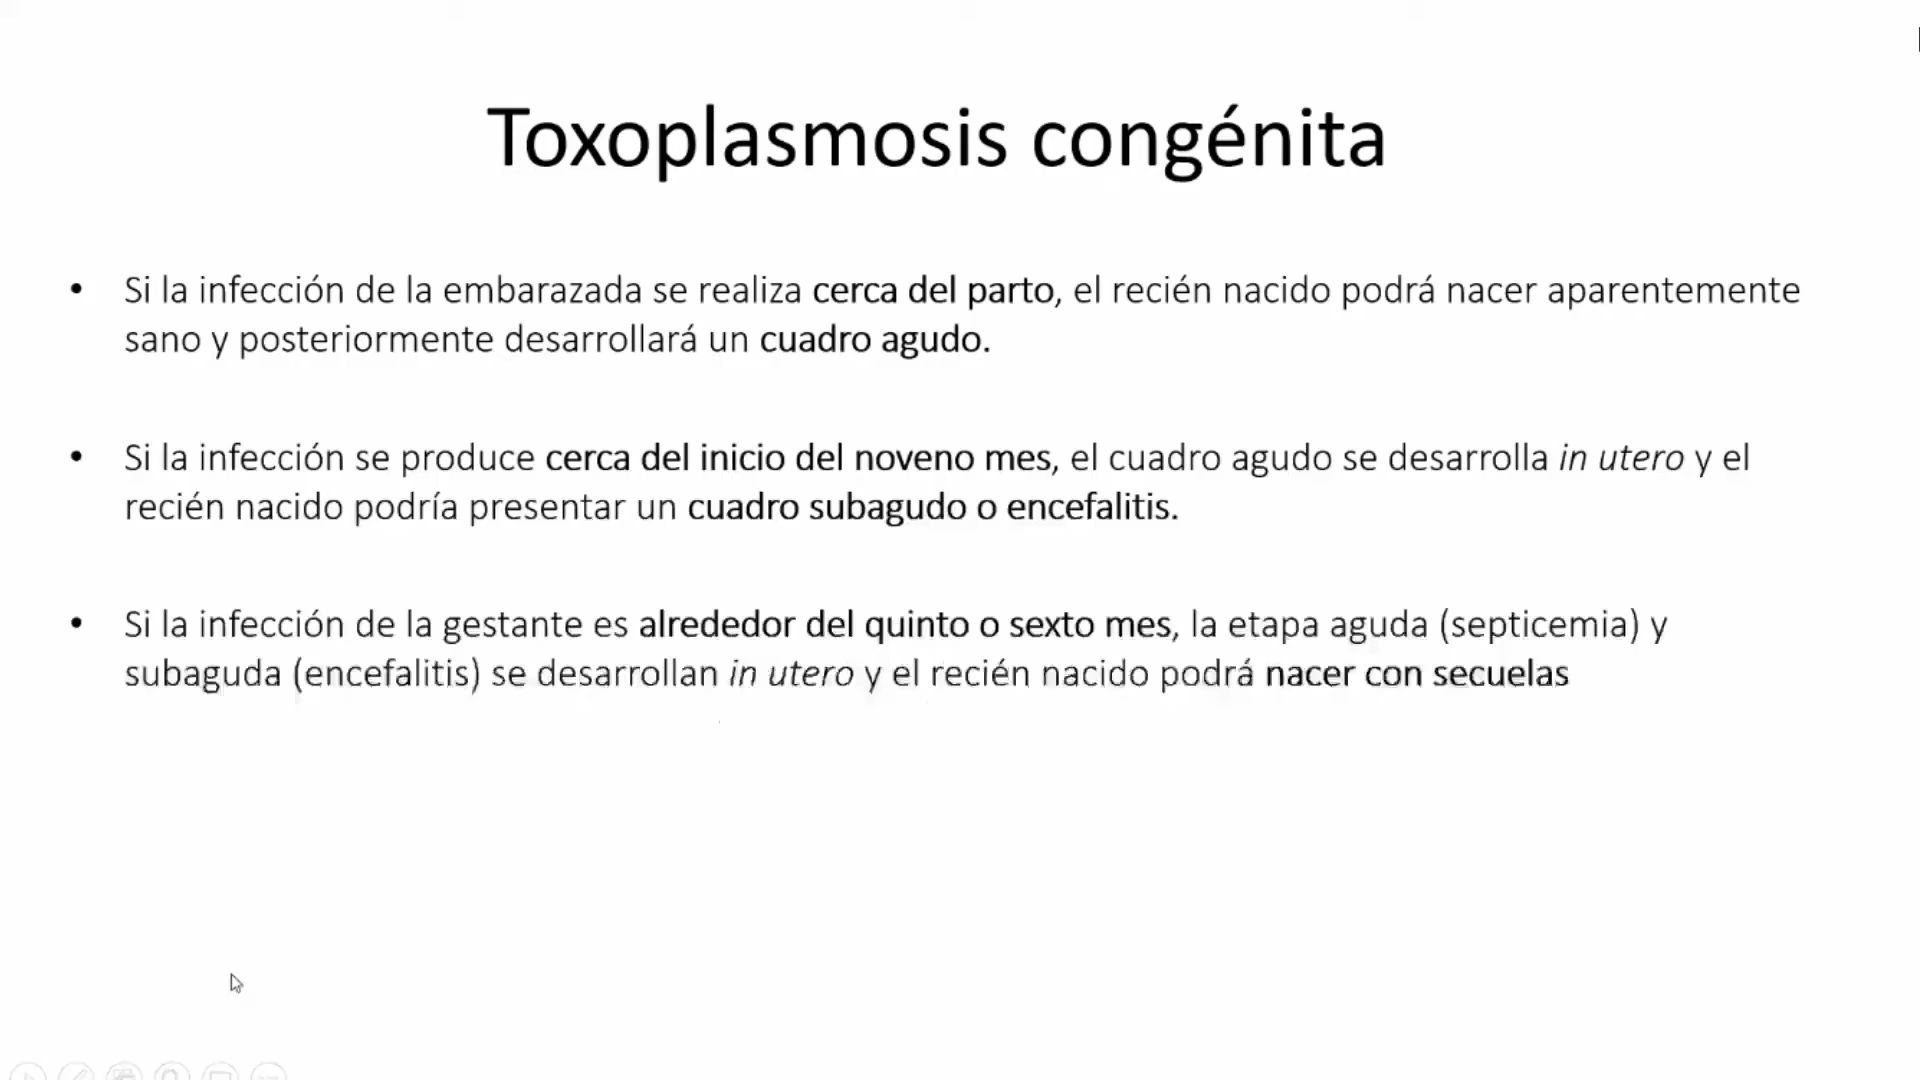 Toxoplasmosis congénita
• Si la infección de la embarazada se realiza cerca del parto, el recién nacido podrá nacer aparentemente
sano y posteriormente desarrollará un cuadro agudo.
• Si la infección se produce cerca del inicio del noveno mes, el cuadro agudo se desarrolla in utero y el
recién nacido podría presentar un cuadro subagudo o encefalitis.
• Si la infección de la gestante es alrededor del quinto o sexto mes, la etapa aguda (septicemia) y
subaguda (encefalitis) se desarrollan in utero y el recién nacido podrá nacer con secuelas